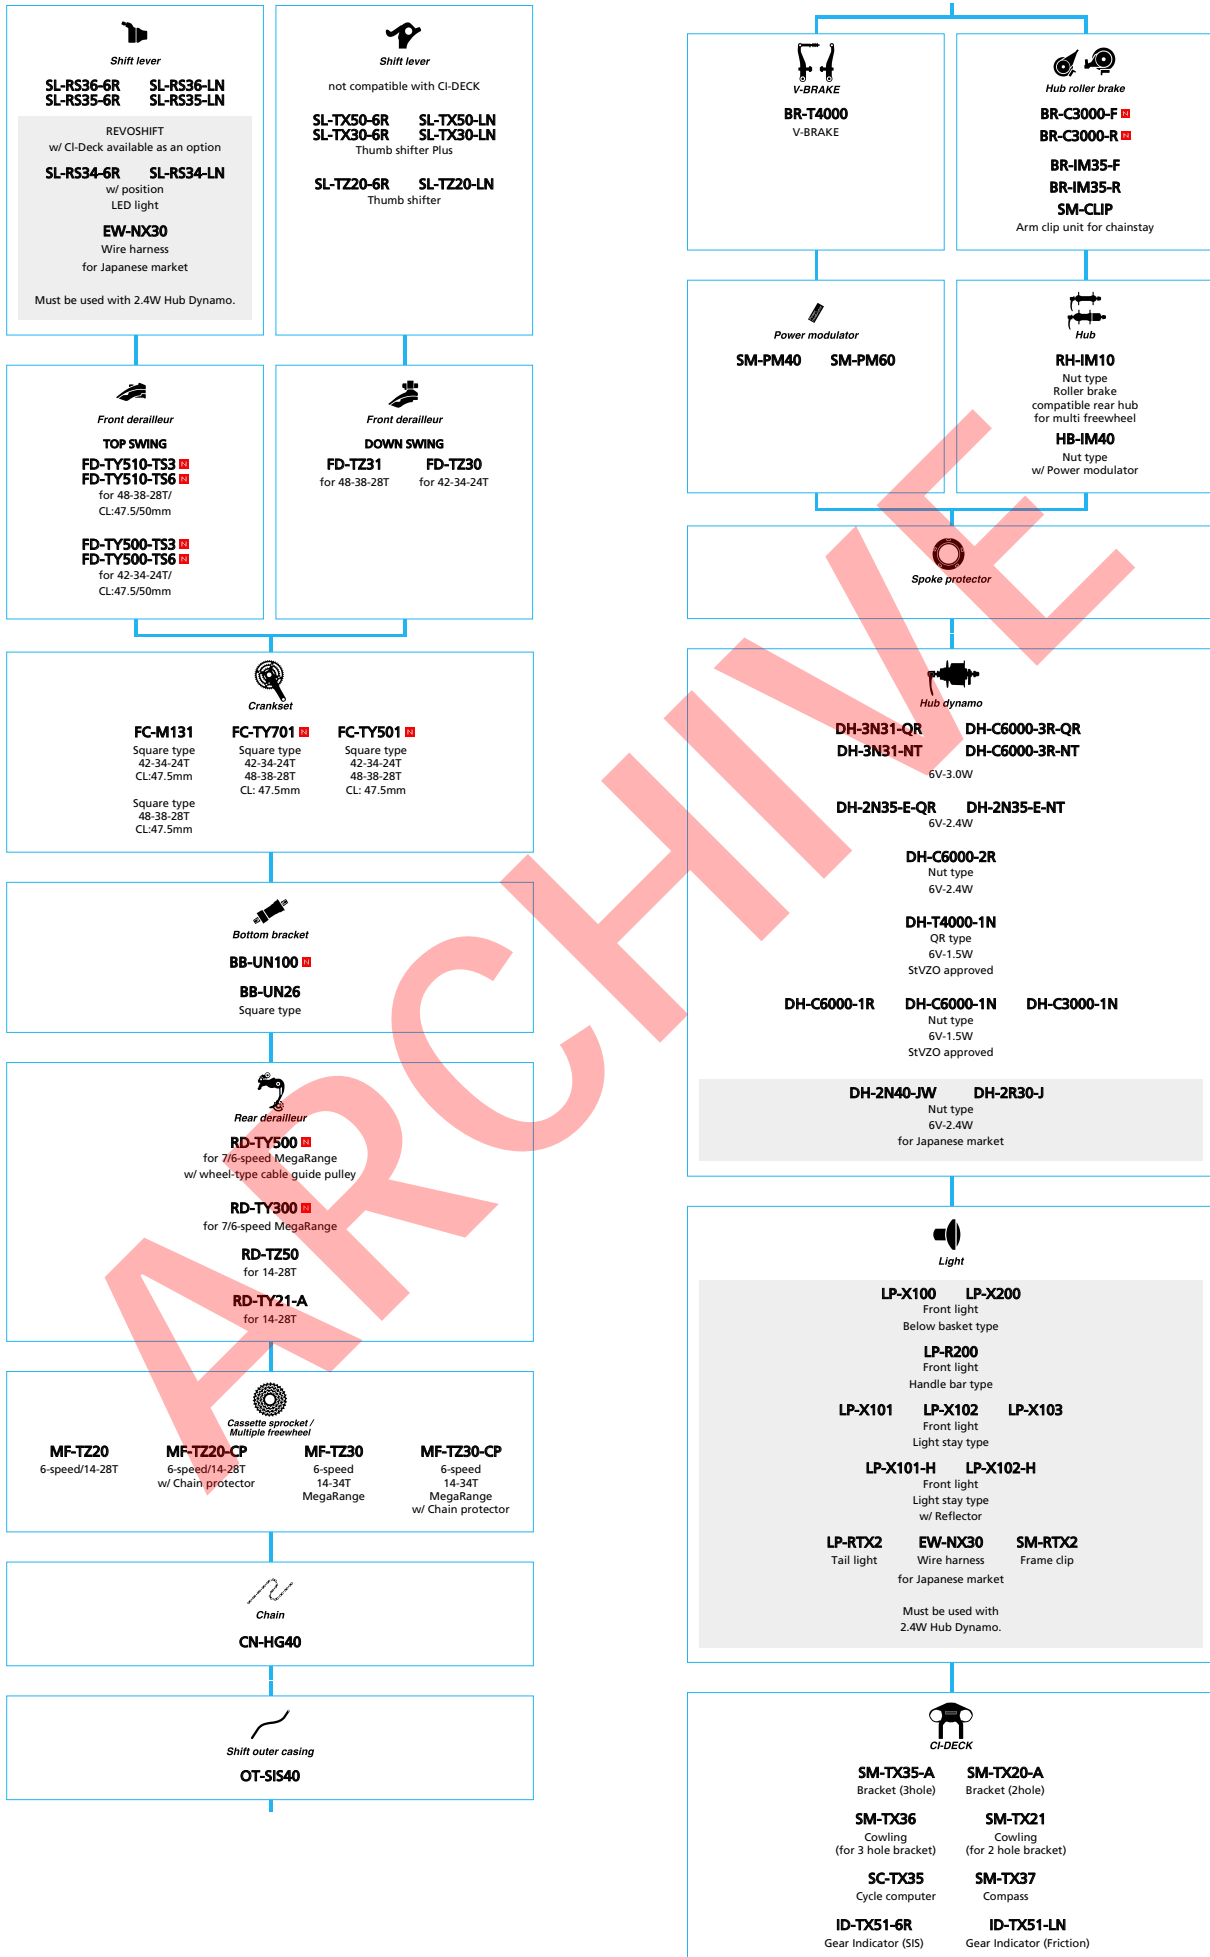 Shift lever
SL-RS36-6R SL-RS36-LN
SL-RS35-6R SL-RS35-LN
REVOSHIFT
w/ CI-Deck available as an option
SL-RS34-6R SL-RS34-LN
w/ position
LED light
EW-NX30
Wire harness
for Japanese market
Must be used with 2.4W Hub Dynamo.
Shift lever
not compatible with CI-DECK
SL-TX50-6R SL-TX50-LN
SL-TX30-6R SL-TX30-LN
Thumb shifter Plus
SL-TZ20-6R SL-TZ20-LN
Thumb shifter
Front derailleur
TOP SWING
FD-TY510-TS3 N
FD-TY510-TS6 N
for 48-38-28T/
CL:47.5/50mm
FD-TY500-TS3 N
FD-TY500-TS6 N
for 42-34-24T/
CL:47.5/50mm
Front derailleur
DOWN SWING
FD-TZ31 FD-TZ30
for 48-38-28T for 42-34-24T
Crankset
FC-M131 FC-TY701 N FC-TY501 N
Square type Square type Square type
42-34-24T 42-34-24T 42-34-24T
CL:47.5mm 48-38-28T 48-38-28T
CL: 47.5mm CL: 47.5mm
Square type
48-38-28T
CL:47.5mm
Bottom bracket
BB-UN100 N
BB-UN26
Square type
Rear derailleur
RD-TY500 N
for 7/6-speed MegaRange
w/ wheel-type cable guide pulley
RD-TY300 N
for 7/6-speed MegaRange
RD-TZ50
for 14-28T
RD-TY21-A
for 14-28T
Cassette sprocket /
Multiple freewheel
MF-TZ20 MF-TZ20-CP MF-TZ30 MF-TZ30-CP
6-speed/14-28T 6-speed/14-28T 6-speed 6-speed
w/ Chain protector 14-34T 14-34T
MegaRange MegaRange
w/ Chain protector
Chain
CN-HG40
Shift outer casing
OT-SIS40
V-BRAKE
BR-T4000
V-BRAKE
Hub roller brake
BR-C3000-F N
BR-C3000-R N
BR-IM35-F
BR-IM35-R
SM-CLIP
Arm clip unit for chainstay
Power modulator
SM-PM40 SM-PM60
Hub
RH-IM10
Nut type
Roller brake
compatible rear hub
for multi freewheel
HB-IM40
Nut type
w/ Power modulator
Spoke protector
Hub dynamo
DH-3N31-QR DH-C6000-3R-QR
DH-3N31-NT DH-C6000-3R-NT
6V-3.0W
DH-2N35-E-QR DH-2N35-E-NT
6V-2.4W
DH-C6000-2R
Nut type
6V-2.4W
DH-T4000-1N
QR type
6V-1.5W
StVZO approved
DH-C6000-1R DH-C6000-1N DH-C3000-1N
Nut type
6V-1.5W
StVZO approved
DH-2N40-JW DH-2R30-J
Nut type
6V-2.4W
for Japanese market
Light
LP-X100 LP-X200
Front light
Below basket type
LP-R200
Front light
Handle bar type
LP-X101 LP-X102 LP-X103
Front light
Light stay type
LP-X101-H LP-X102-H
Front light
Light stay type
w/ Reflector
LP-RTX2 EW-NX30 SM-RTX2
Tail light Wire harness Frame clip
for Japanese market
Must be used with
2.4W Hub Dynamo.
CI-DECK
SM-TX35-A SM-TX20-A
Bracket (3hole) Bracket (2hole)
SM-TX36 SM-TX21
Cowling Cowling
(for 3 hole bracket) (for 2 hole bracket)
SC-TX35 SM-TX37
Cycle computer Compass
ID-TX51-6R ID-TX51-LN
Gear Indicator (SIS) Gear Indicator (Friction)
ARCHIVE